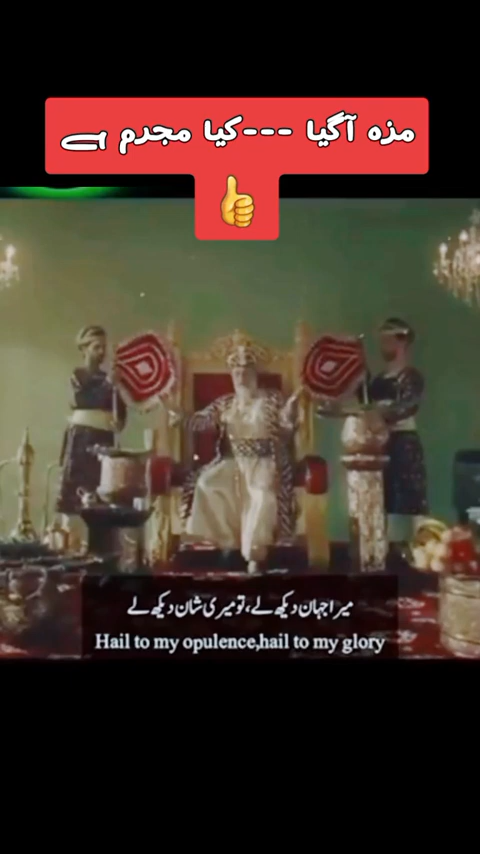 مزہ آگیا ---کیا مجدم ہے
👍
میرا جہان دیکھ لے، تو میری شان دیکھ لے
Hail to my opulence,hail to my glory